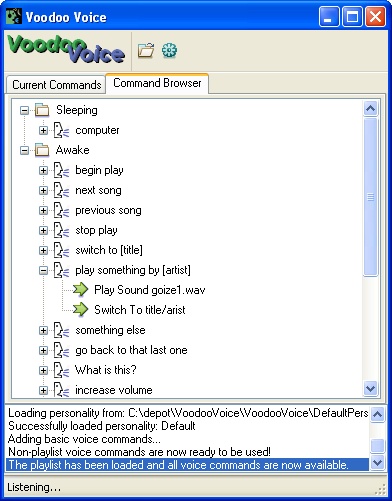 Voodoo Voice
Voodoo Voice
Current Commands Command Browser
Sleeping
computer
Awake
begin play
next song
previous song
stop play
switch to [title]
play something by [artist]
Play Sound goize1.wav
Switch To title/arist
something else
go back to that last one
What is this?
increase volume
Loading personality from: C:\depot\VoodooVoice\VoodooVoice\DefaultPers
Successfully loaded personality: Default
Adding basic voice commands...
Non-playlist voice commands are now ready to be used!
The playlist has been loaded and all voice commands are now available.
Listening...